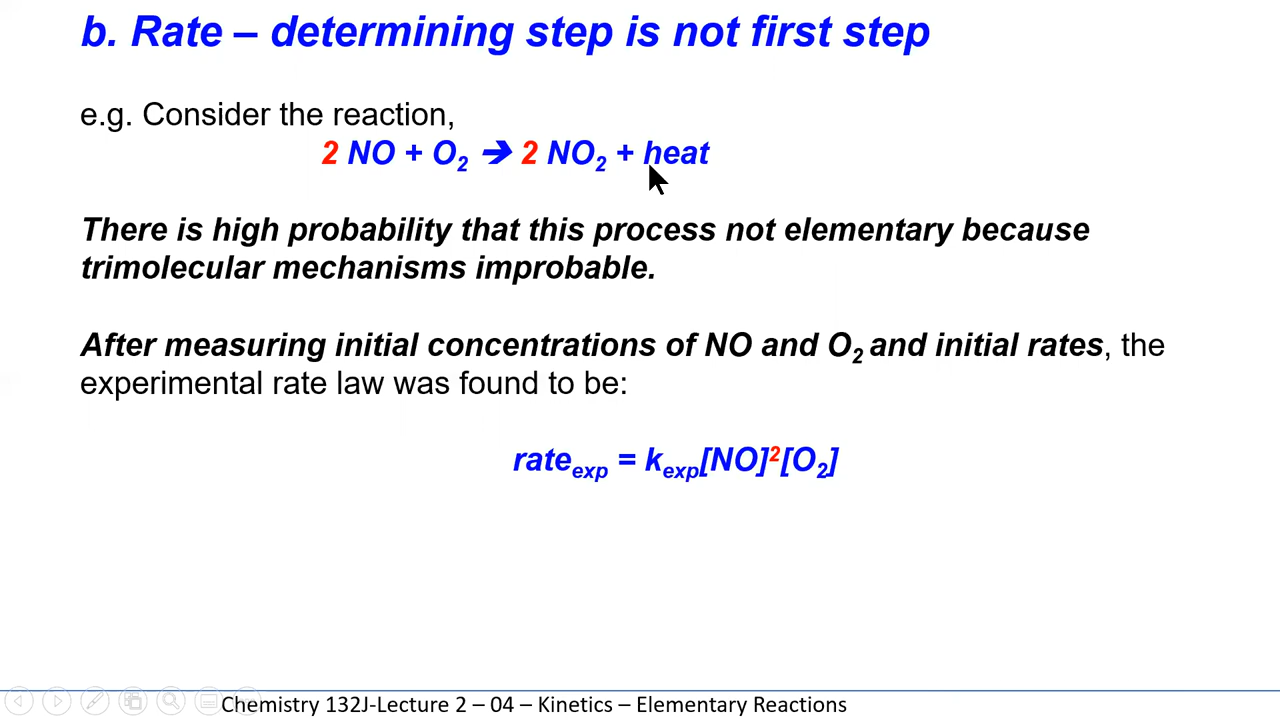 b. Rate – determining step is not first step
e.g. Consider the reaction,
2 NO + O₂ ➔ 2 NO₂ + heat
There is high probability that this process not elementary because
trimolecular mechanisms improbable.
After measuring initial concentrations of NO and O₂ and initial rates, the
experimental rate law was found to be:
rateexp = kexp[NO]²[O₂]
Chemistry 132J-Lecture 2 – 04 – Kinetics – Elementary Reactions